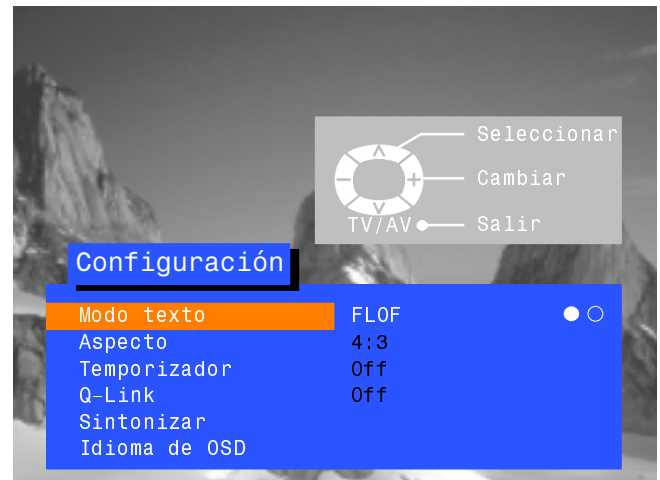 Seleccionar
Cambiar
TV/AV Salir
Configuración
Modo texto FLOF
Aspecto 4:3
Temporizador Off
Q-Link Off
Sintonizar
Idioma de OSD